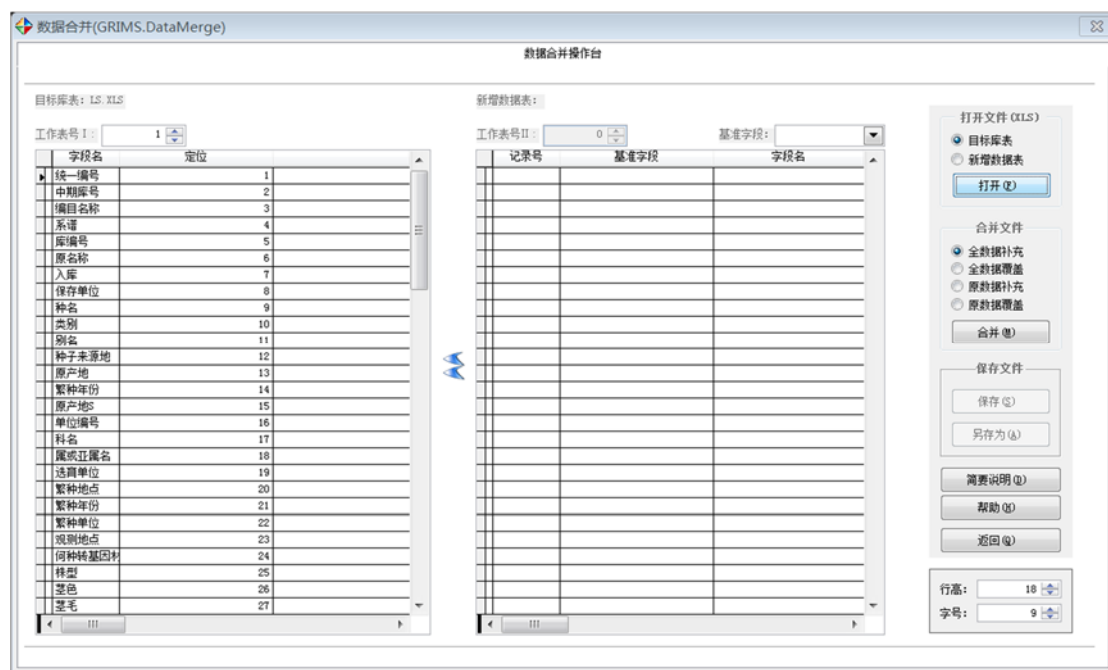 数据合并(GRIMS.DataMerge)
数据合并操作台
目标库表: LS.XLS
新增数据表:
工作表号I: 1
工作表号II: 0 基准字段:
字段名 定位
统一编号 1
中期库号 2
编目名称 3
系谱 4
库编号 5
原名称 6
入库 7
保存单位 8
种名 9
类别 10
别名 11
种子来源地 12
原产地 13
繁种年份 14
原产地S 15
单位编号 16
科名 17
属或亚属名 18
选育单位 19
繁种地点 20
繁种年份 21
繁种单位 22
观测地点 23
何种转基因材 24
株型 25
茎色 26
茎毛 27
记录号 基准字段 字段名
打开文件(XLS)
目标库表
新增数据表
打开(F)
合并文件
全数据补充
全数据覆盖
原数据补充
原数据覆盖
合并(M)
保存文件
保存(S)
另存为(A)
简要说明(D)
帮助(H)
返回(Q)
行高: 18
字号: 9